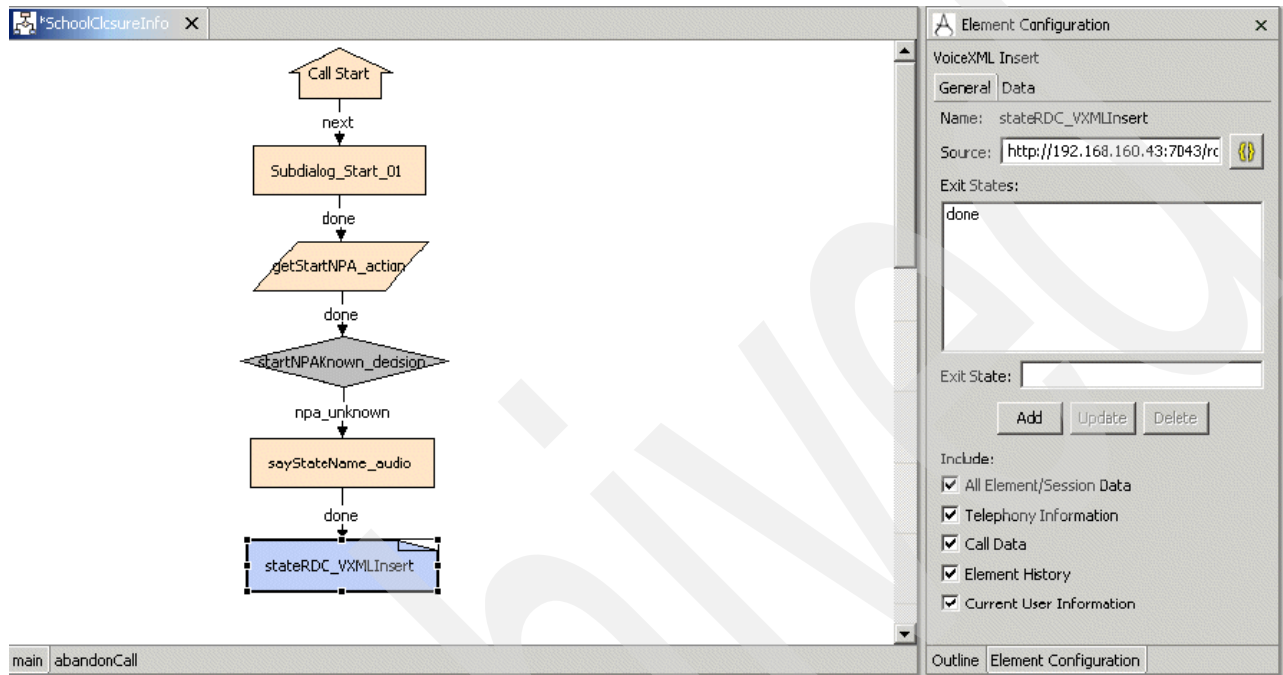 *SchoolClosureInfo
Call Start
next
Subdialog_Start_01
done
getStartNPA_action
done
startNPAKnown_decision
npa_unknown
sayStateName_audio
done
stateRDC_VXMLInsert
main abandonCall
Element Configuration
VoiceXML Insert
General Data
Name: stateRDC_VXMLInsert
Source: http://192.168.160.43:7043/rc
Exit States:
done
Exit State:
Add Update Delete
Include:
All Element/Session Data
Telephony Information
Call Data
Element History
Current User Information
Outline Element Configuration